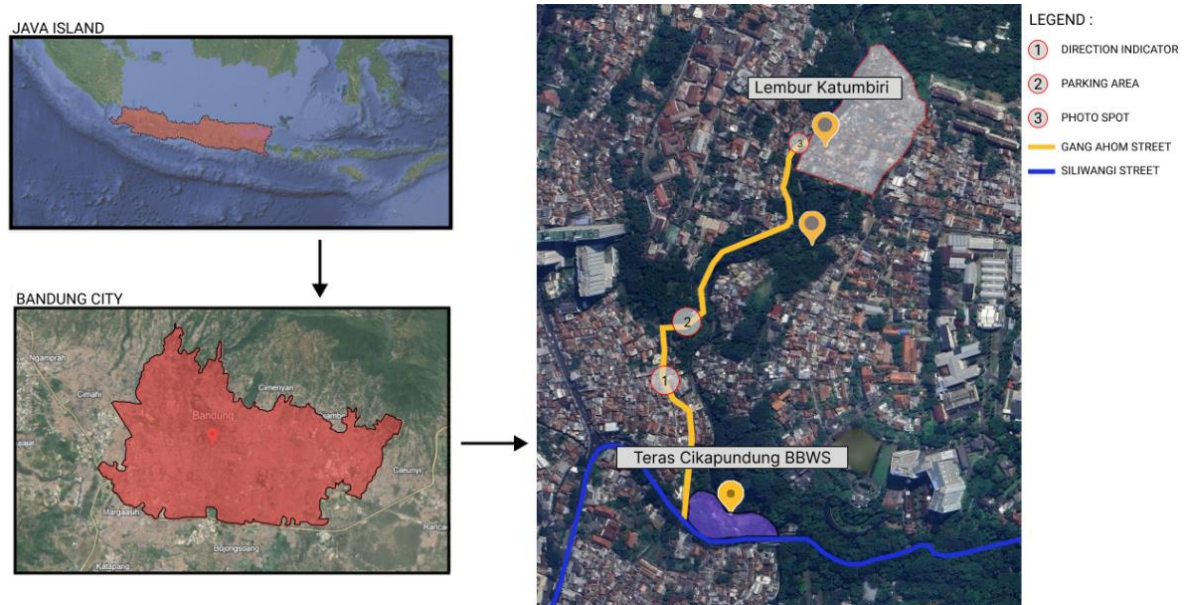 JAVA ISLAND
BANDUNG CITY
Ngamprah
Cimahi
Cimenyan
Bandung
Cileunyi
Margaasih
Bojongsoang
Katapang
Lembur Katumbiri
3
2
1
Teras Cikapundung BBWS
LEGEND :
1 DIRECTION INDICATOR
2 PARKING AREA
3 PHOTO SPOT
GANG AHOM STREET
SILIWANGI STREET